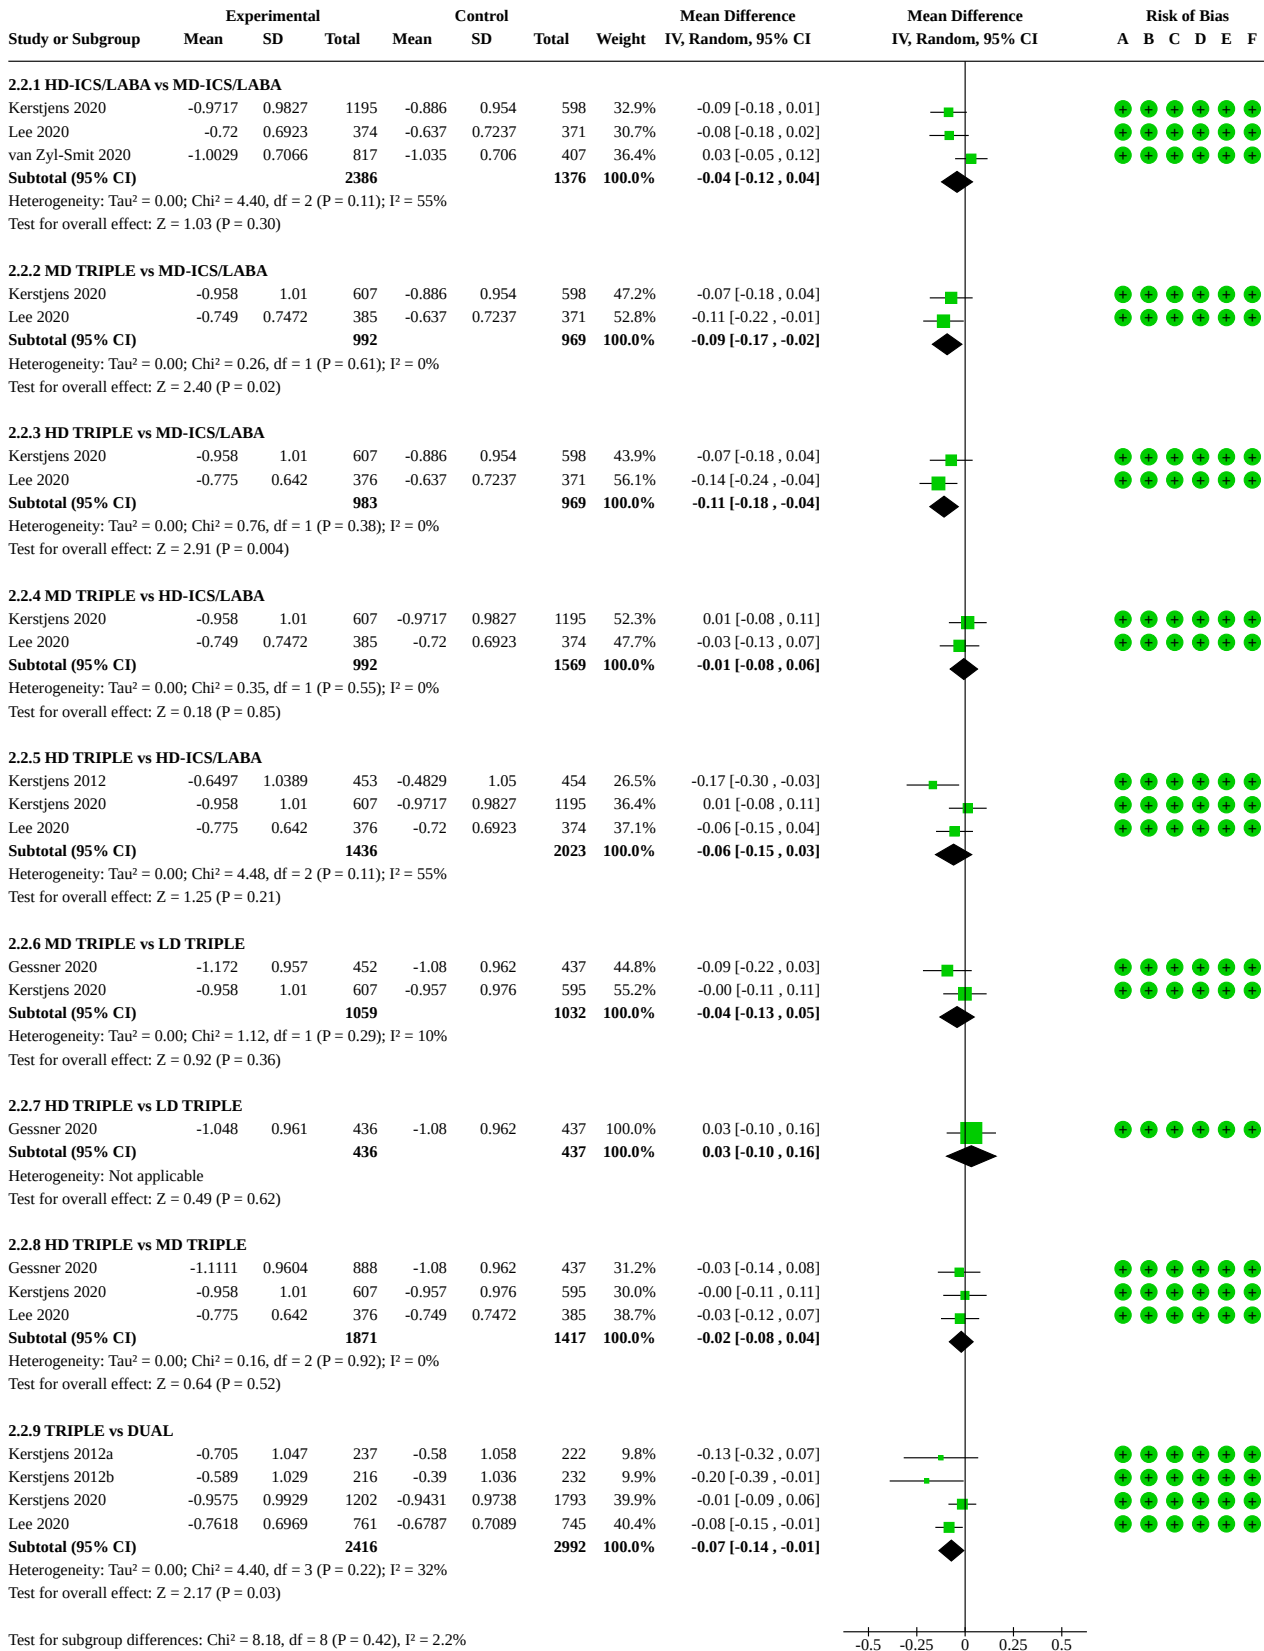 Experimental Control Mean Difference Mean Difference Risk of Bias
Study or Subgroup Mean SD Total Mean SD Total Weight IV, Random, 95% CI IV, Random, 95% CI A B C D E F
2.2.1 HD-ICS/LABA vs MD-ICS/LABA
Kerstjens 2020 -0.9717 0.9827 1195 -0.886 0.954 598 32.9% -0.09 [-0.18 , 0.01] + + + + + +
Lee 2020 -0.72 0.6923 374 -0.637 0.7237 371 30.7% -0.08 [-0.18 , 0.02] + + + + + +
van Zyl-Smit 2020 -1.0029 0.7066 817 -1.035 0.706 407 36.4% 0.03 [-0.05 , 0.12] + + + + + +
Subtotal (95% CI) 2386 1376 100.0% -0.04 [-0.12 , 0.04]
Heterogeneity: Tau² = 0.00; Chi² = 4.40, df = 2 (P = 0.11); I² = 55%
Test for overall effect: Z = 1.03 (P = 0.30)
2.2.2 MD TRIPLE vs MD-ICS/LABA
Kerstjens 2020 -0.958 1.01 607 -0.886 0.954 598 47.2% -0.07 [-0.18 , 0.04] + + + + + +
Lee 2020 -0.749 0.7472 385 -0.637 0.7237 371 52.8% -0.11 [-0.22 , -0.01] + + + + + +
Subtotal (95% CI) 992 969 100.0% -0.09 [-0.17 , -0.02]
Heterogeneity: Tau² = 0.00; Chi² = 0.26, df = 1 (P = 0.61); I² = 0%
Test for overall effect: Z = 2.40 (P = 0.02)
2.2.3 HD TRIPLE vs MD-ICS/LABA
Kerstjens 2020 -0.958 1.01 607 -0.886 0.954 598 43.9% -0.07 [-0.18 , 0.04] + + + + + +
Lee 2020 -0.775 0.642 376 -0.637 0.7237 371 56.1% -0.14 [-0.24 , -0.04] + + + + + +
Subtotal (95% CI) 983 969 100.0% -0.11 [-0.18 , -0.04]
Heterogeneity: Tau² = 0.00; Chi² = 0.76, df = 1 (P = 0.38); I² = 0%
Test for overall effect: Z = 2.91 (P = 0.004)
2.2.4 MD TRIPLE vs HD-ICS/LABA
Kerstjens 2020 -0.958 1.01 607 -0.9717 0.9827 1195 52.3% 0.01 [-0.08 , 0.11] + + + + + +
Lee 2020 -0.749 0.7472 385 -0.72 0.6923 374 47.7% -0.03 [-0.13 , 0.07] + + + + + +
Subtotal (95% CI) 992 1569 100.0% -0.01 [-0.08 , 0.06]
Heterogeneity: Tau² = 0.00; Chi² = 0.35, df = 1 (P = 0.55); I² = 0%
Test for overall effect: Z = 0.18 (P = 0.85)
2.2.5 HD TRIPLE vs HD-ICS/LABA
Kerstjens 2012 -0.6497 1.0389 453 -0.4829 1.05 454 26.5% -0.17 [-0.30 , -0.03] + + + + + +
Kerstjens 2020 -0.958 1.01 607 -0.9717 0.9827 1195 36.4% 0.01 [-0.08 , 0.11] + + + + + +
Lee 2020 -0.775 0.642 376 -0.72 0.6923 374 37.1% -0.06 [-0.15 , 0.04] + + + + + +
Subtotal (95% CI) 1436 2023 100.0% -0.06 [-0.15 , 0.03]
Heterogeneity: Tau² = 0.00; Chi² = 4.48, df = 2 (P = 0.11); I² = 55%
Test for overall effect: Z = 1.25 (P = 0.21)
2.2.6 MD TRIPLE vs LD TRIPLE
Gessner 2020 -1.172 0.957 452 -1.08 0.962 437 44.8% -0.09 [-0.22 , 0.03] + + + + + +
Kerstjens 2020 -0.958 1.01 607 -0.957 0.976 595 55.2% -0.00 [-0.11 , 0.11] + + + + + +
Subtotal (95% CI) 1059 1032 100.0% -0.04 [-0.13 , 0.05]
Heterogeneity: Tau² = 0.00; Chi² = 1.12, df = 1 (P = 0.29); I² = 10%
Test for overall effect: Z = 0.92 (P = 0.36)
2.2.7 HD TRIPLE vs LD TRIPLE
Gessner 2020 -1.048 0.961 436 -1.08 0.962 437 100.0% 0.03 [-0.10 , 0.16] + + + + + +
Subtotal (95% CI) 436 437 100.0% 0.03 [-0.10 , 0.16]
Heterogeneity: Not applicable
Test for overall effect: Z = 0.49 (P = 0.62)
2.2.8 HD TRIPLE vs MD TRIPLE
Gessner 2020 -1.1111 0.9604 888 -1.08 0.962 437 31.2% -0.03 [-0.14 , 0.08] + + + + + +
Kerstjens 2020 -0.958 1.01 607 -0.957 0.976 595 30.0% -0.00 [-0.11 , 0.11] + + + + + +
Lee 2020 -0.775 0.642 376 -0.749 0.7472 385 38.7% -0.03 [-0.12 , 0.07] + + + + + +
Subtotal (95% CI) 1871 1417 100.0% -0.02 [-0.08 , 0.04]
Heterogeneity: Tau² = 0.00; Chi² = 0.16, df = 2 (P = 0.92); I² = 0%
Test for overall effect: Z = 0.64 (P = 0.52)
2.2.9 TRIPLE vs DUAL
Kerstjens 2012a -0.705 1.047 237 -0.58 1.058 222 9.8% -0.13 [-0.32 , 0.07] + + + + + +
Kerstjens 2012b -0.589 1.029 216 -0.39 1.036 232 9.9% -0.20 [-0.39 , -0.01] + + + + + +
Kerstjens 2020 -0.9575 0.9929 1202 -0.9431 0.9738 1793 39.9% -0.01 [-0.09 , 0.06] + + + + + +
Lee 2020 -0.7618 0.6969 761 -0.6787 0.7089 745 40.4% -0.08 [-0.15 , -0.01] + + + + + +
Subtotal (95% CI) 2416 2992 100.0% -0.07 [-0.14 , -0.01]
Heterogeneity: Tau² = 0.00; Chi² = 4.40, df = 3 (P = 0.22); I² = 32%
Test for overall effect: Z = 2.17 (P = 0.03)
Test for subgroup differences: Chi² = 8.18, df = 8 (P = 0.42), I² = 2.2%
-0.5 -0.25 0 0.25 0.5